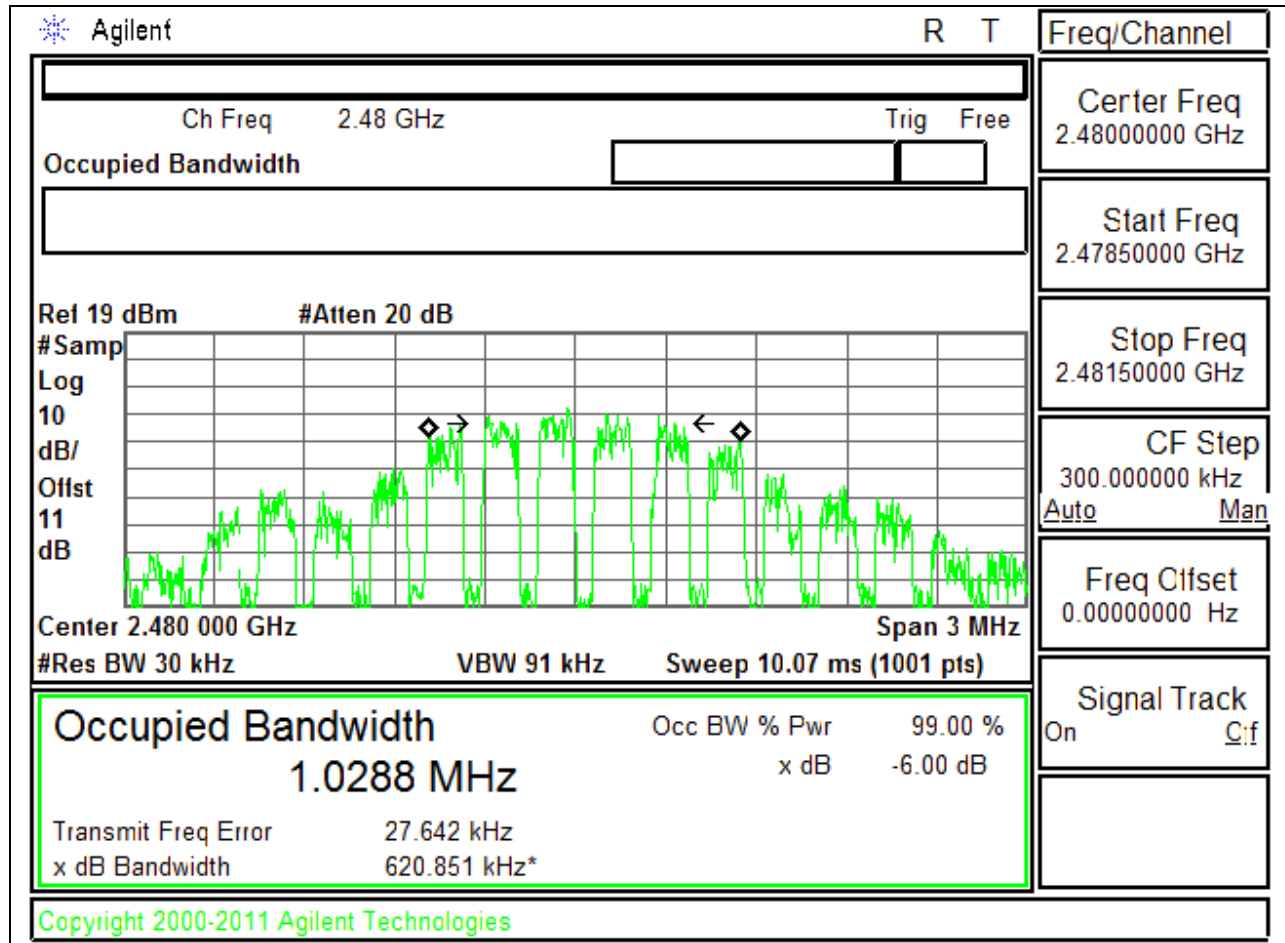 Agilent
R T
Freq/Channel
Ch Freq 2.48 GHz
Trig Free
Occupied Bandwidth
Center Freq
2.48000000 GHz
Start Freq
2.47850000 GHz
Stop Freq
2.48150000 GHz
CF Step
300.000000 kHz
Auto Man
Freq Offset
0.00000000 Hz
Signal Track
On Off
Ref 19 dBm
#Atten 20 dB
#Samp
Log
10
dB/
Offst
11
dB
Center 2.480 000 GHz
Span 3 MHz
#Res BW 30 kHz
VBW 91 kHz
Sweep 10.07 ms (1001 pts)
Occupied Bandwidth
1.0288 MHz
Occ BW % Pwr 99.00 %
x dB -6.00 dB
Transmit Freq Error 27.642 kHz
x dB Bandwidth 620.851 kHz*
Copyright 2000-2011 Agilent Technologies